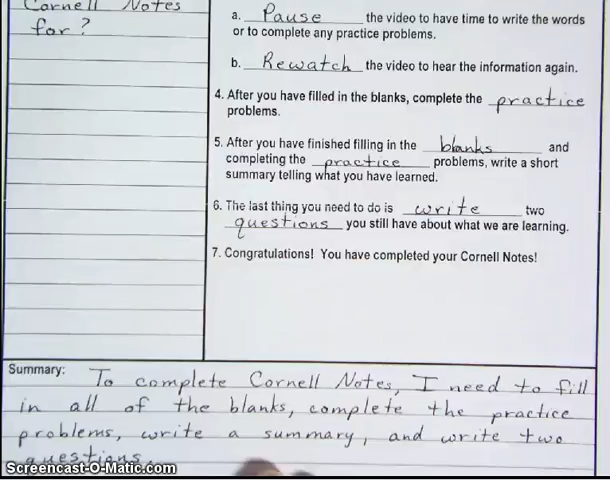 Cornell Notes
for?
a. Pause the video to have time to write the words
or to complete any practice problems.
b. Rewatch the video to hear the information again.
4. After you have filled in the blanks, complete the practice
problems.
5. After you have finished filling in the blanks and
completing the practice problems, write a short
summary telling what you have learned.
6. The last thing you need to do is write two
questions you still have about what we are learning.
7. Congratulations! You have completed your Cornell Notes!
Summary: To complete Cornell Notes, I need to fill
in all of the blanks, complete the practice
problems, write a summary, and write two
questions.
Screencast-O-Matic.com